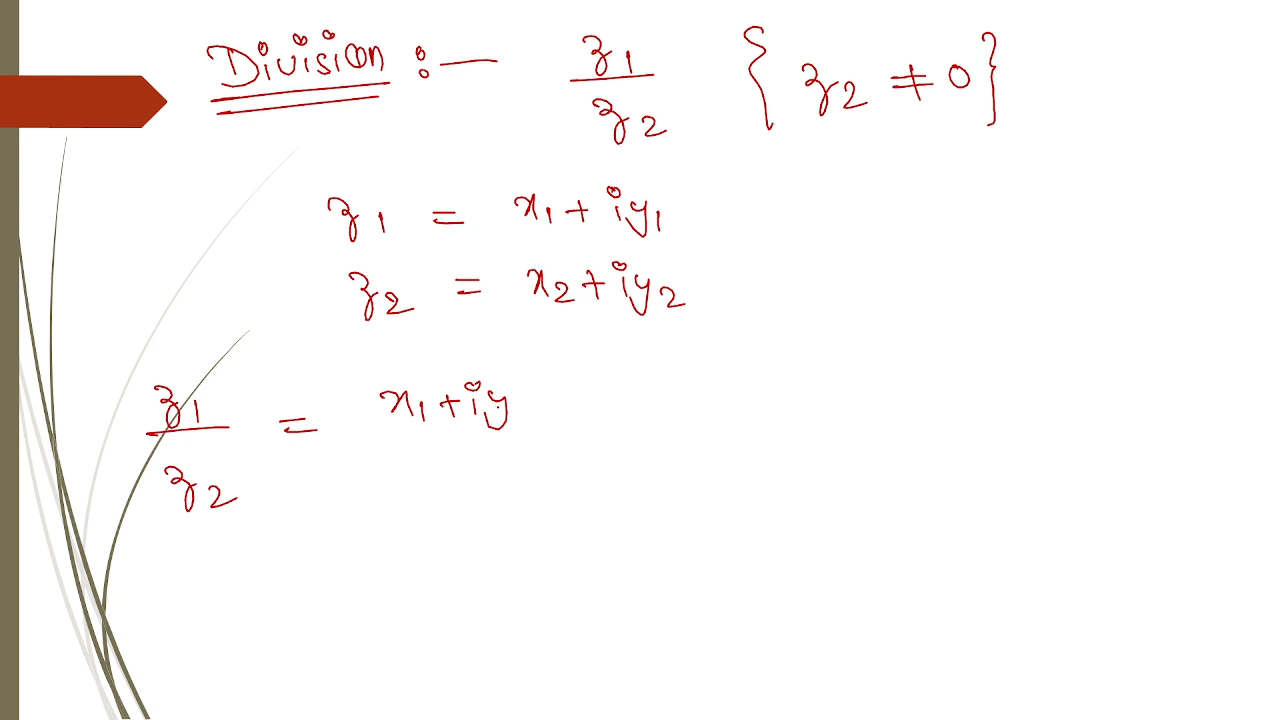 Division :— z1/z2 { z2 ≠ 0 }
z1 = x1 + iy1
z2 = x2 + iy2
z1/z2 = x1 + iy